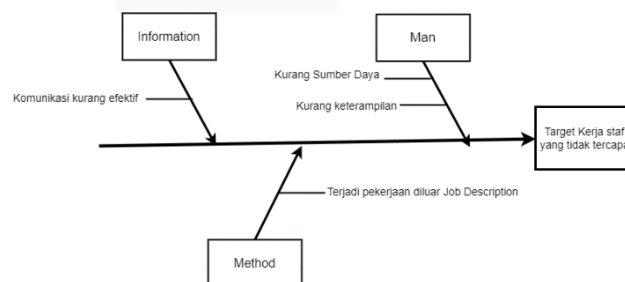 Information
Man
Kurang Sumber Daya
Komunikasi kurang efektif
Kurang keterampilan
Target Kerja staf
yang tidak tercapa
Terjadi pekerjaan diluar Job Description
Method